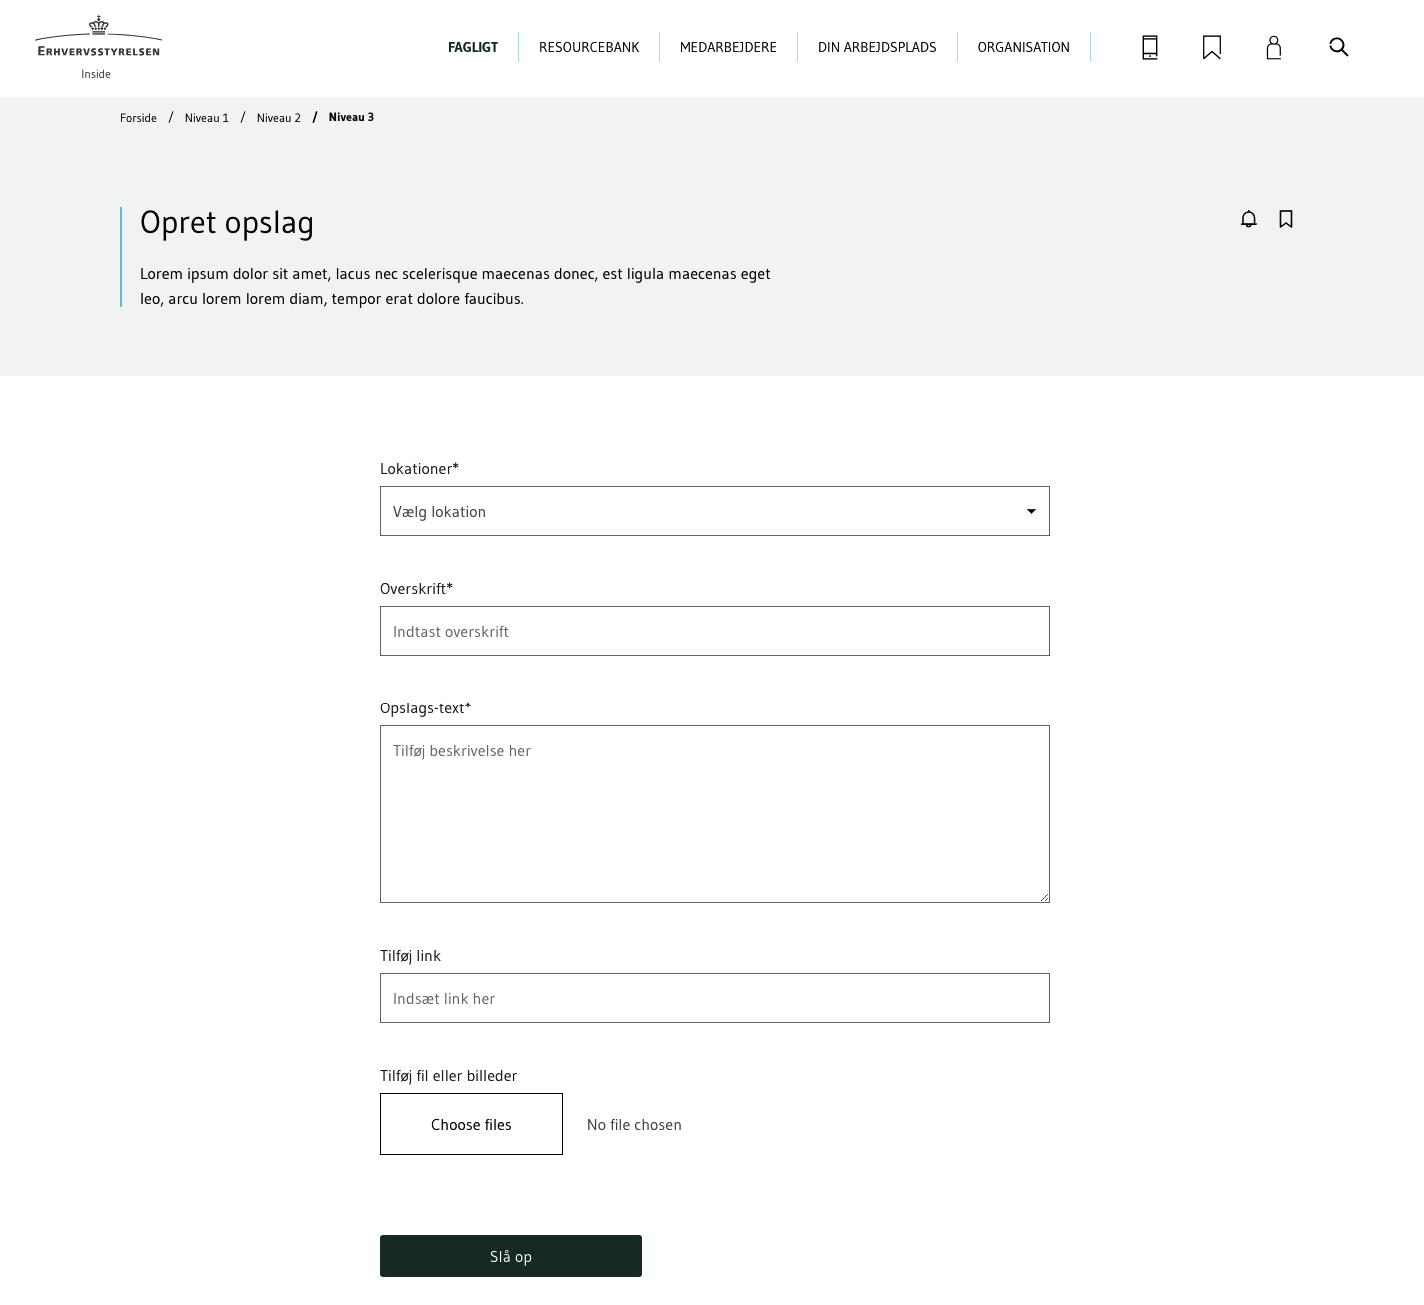 ERHVERVSSTYRELSEN
Inside
FAGLIGT RESOURCEBANK MEDARBEJDERE DIN ARBEJDSPLADS ORGANISATION
Forside / Niveau 1 / Niveau 2 / Niveau 3
Opret opslag
Lorem ipsum dolor sit amet, lacus nec scelerisque maecenas donec, est ligula maecenas eget
leo, arcu lorem lorem diam, tempor erat dolore faucibus.
Lokationer*
Vælg lokation
Overskrift*
Indtast overskrift
Opslags-text*
Tilføj beskrivelse her
Tilføj link
Indsæt link her
Tilføj fil eller billeder
Choose files No file chosen
Slå op